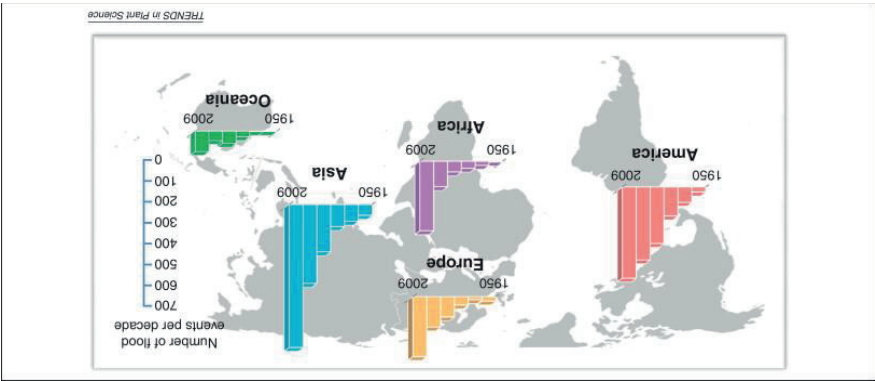 Number of flood
events per decade
700
600
500
400
300
200
100
0
1950 2009
America
1950 2009
Europe
1950 2009
Africa
1950 2009
Asia
1950 2009
Oceania
TRENDS in Plant Science